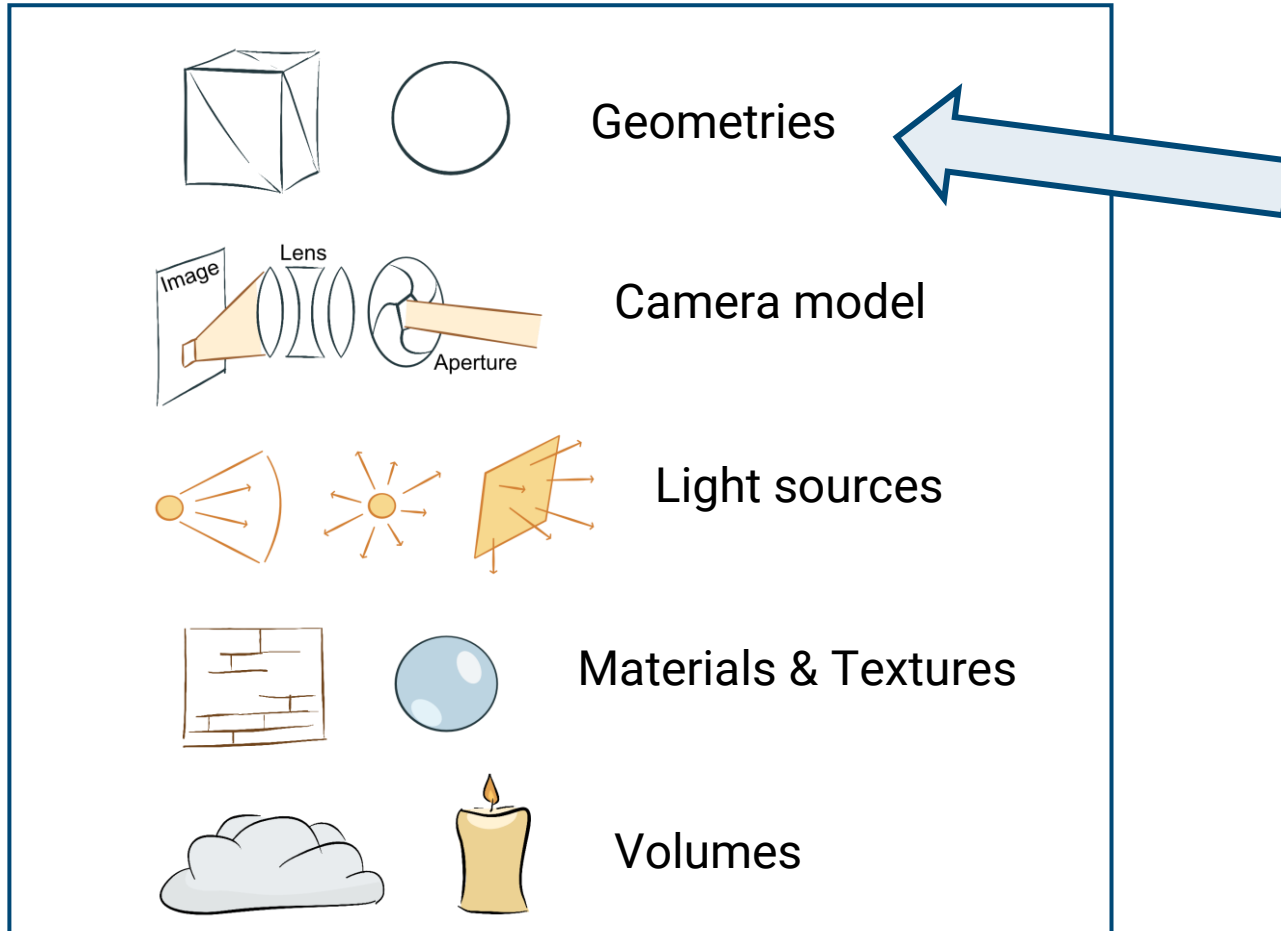 Geometries
Image
Lens
Aperture
Camera model
Light sources
Materials & Textures
Volumes